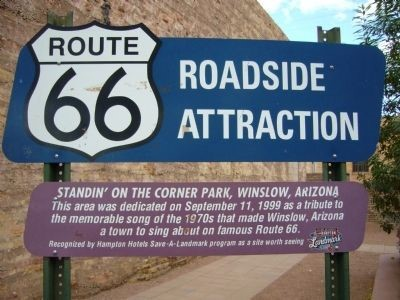 ROUTE
66
ROADSIDE
ATTRACTION
STANDIN' ON THE CORNER PARK, WINSLOW, ARIZONA
This area was dedicated on September 11, 1999 as a tribute to
the memorable song of the 1970s that made Winslow, Arizona
a town to sing about on famous Route 66.
Recognized by Hampton Hotels Save-A-Landmark program as a site worth seeing
Landmark